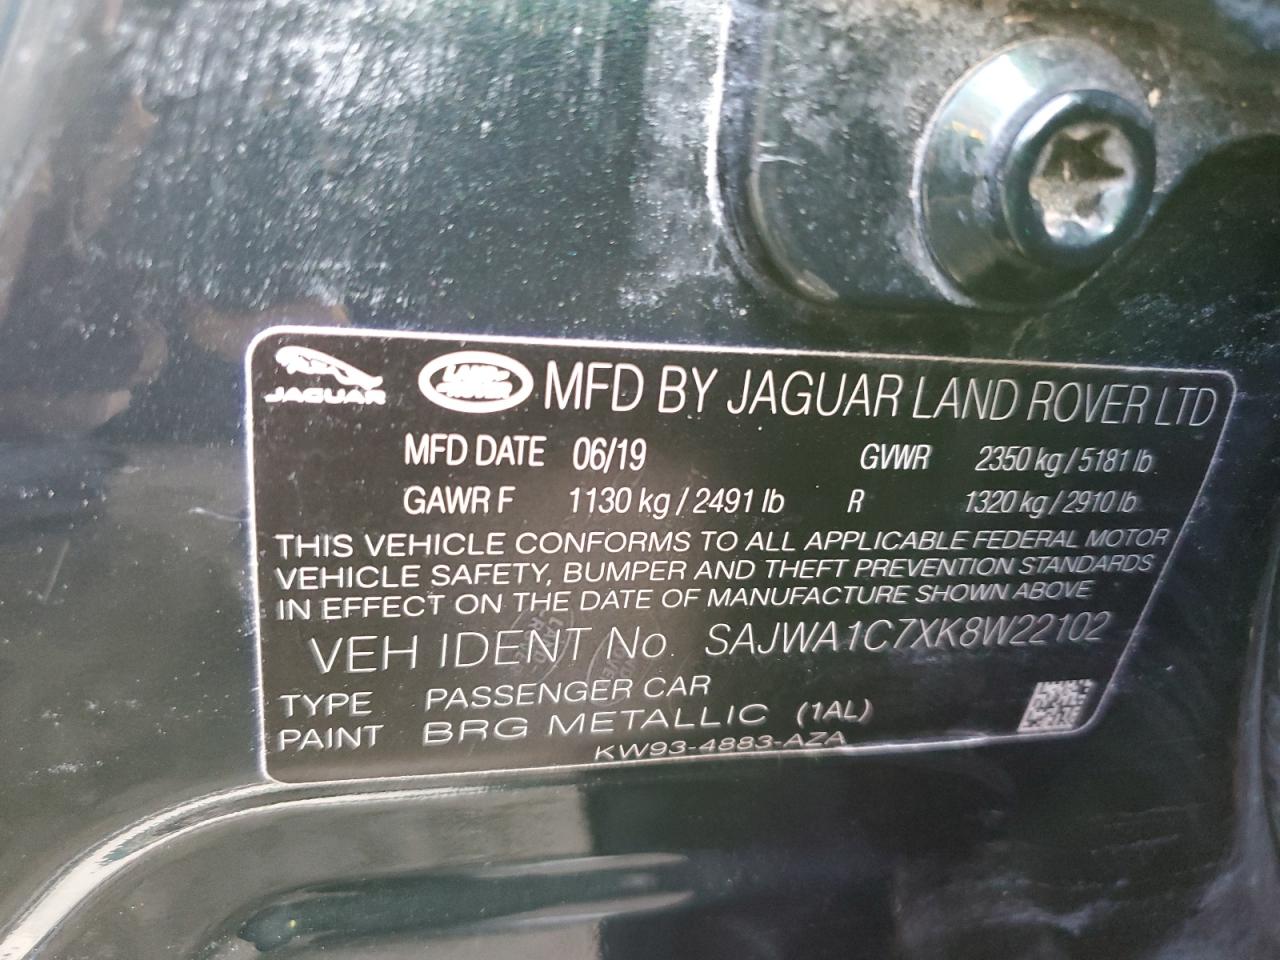 JAGUAR LAND ROVER MFD BY JAGUAR LAND ROVER LTD
MFD DATE 06/19 GVWR 2350 kg / 5181 lb
GAWR F 1130 kg / 2491 lb R 1320 kg / 2910 lb
THIS VEHICLE CONFORMS TO ALL APPLICABLE FEDERAL MOTOR
VEHICLE SAFETY, BUMPER AND THEFT PREVENTION STANDARDS
IN EFFECT ON THE DATE OF MANUFACTURE SHOWN ABOVE
VEH IDENT No. SAJWA1C7XK8W22102
TYPE PASSENGER CAR
PAINT BRG METALLIC (1AL)
KW93-4883-AZA